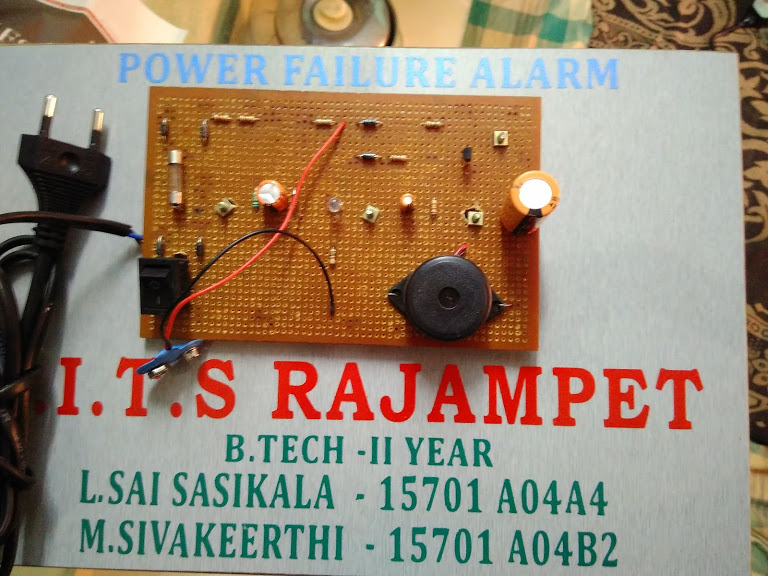 POWER FAILURE ALARM
.I.T.S RAJAMPET
B.TECH -II YEAR
L.SAI SASIKALA - 15701 A04A4
M.SIVAKEERTHI - 15701 A04B2